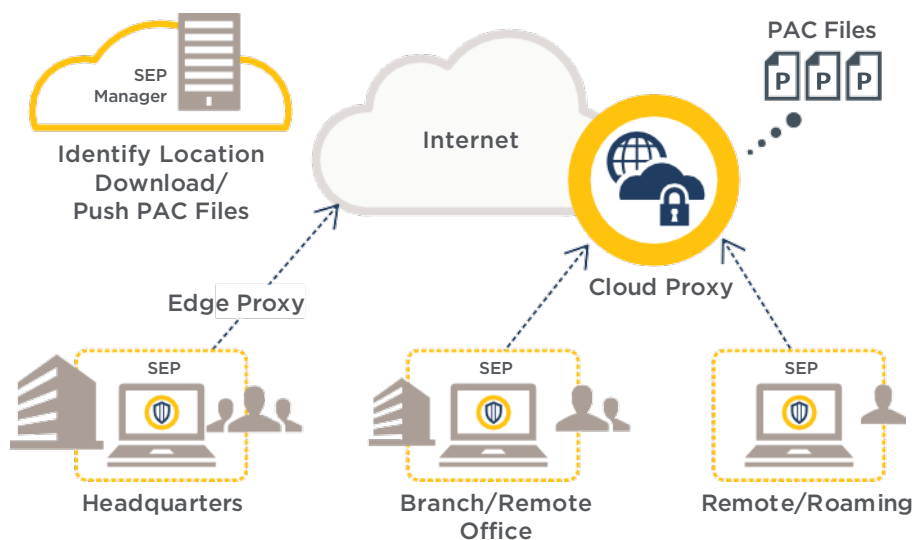 SEP
Manager
Identify Location
Download/
Push PAC Files
Internet
PAC Files
P P P
Cloud Proxy
Edge Proxy
SEP
Headquarters
SEP
Branch/Remote
Office
SEP
Remote/Roaming